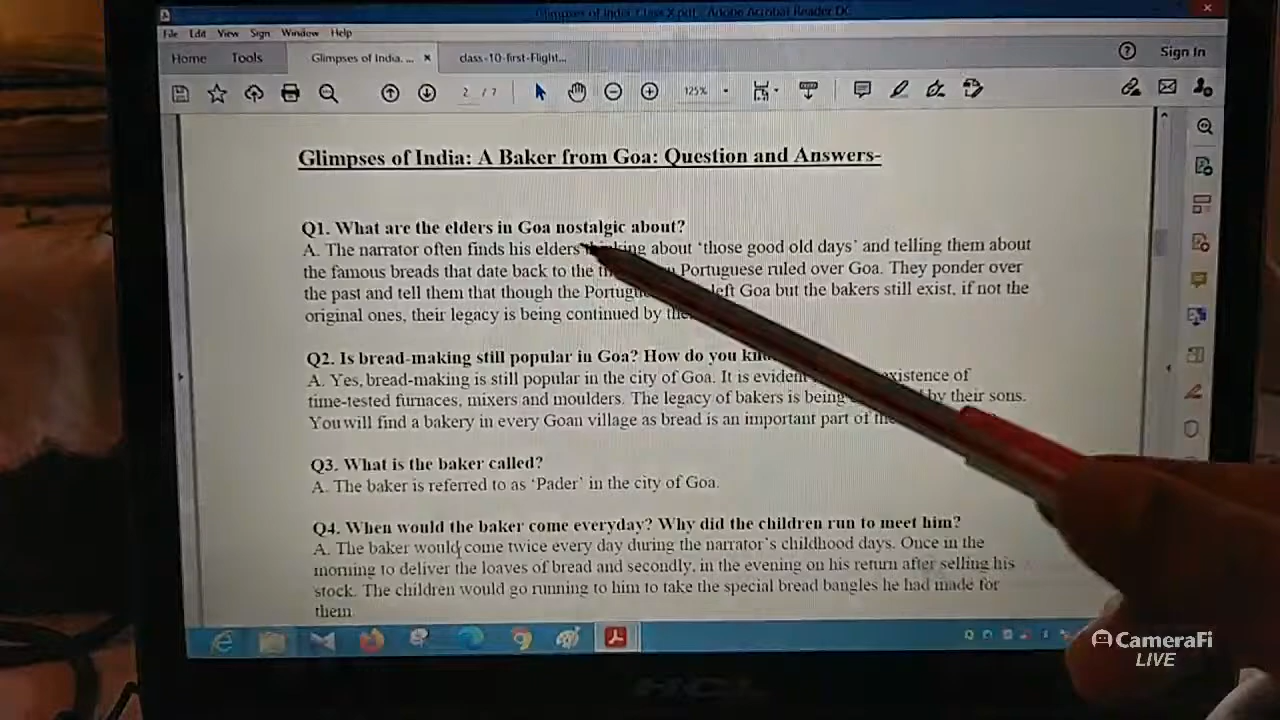 Glimpses of India Class X.pdf - Adobe Acrobat Reader DC
File Edit View Sign Window Help
Home Tools Glimpses of India, ... × class-10-first-Flight... Sign In
2 / 7 125%
Glimpses of India: A Baker from Goa: Question and Answers-
Q1. What are the elders in Goa nostalgic about?
A. The narrator often finds his elders thinking about ‘those good old days’ and telling them about
the famous breads that date back to the Portuguese ruled over Goa. They ponder over
the past and tell them that though the left Goa but the bakers still exist, if not the
original ones, their legacy is being continued by
Q2. Is bread-making still popular in Goa? How do you
A. Yes, bread-making is still popular in the city of Goa. It is evident existence of
time-tested furnaces, mixers and moulders. The legacy of bakers is being by their sons.
You will find a bakery in every Goan village as bread is an important part of
Q3. What is the baker called?
A. The baker is referred to as ‘Pader’ in the city of Goa.
Q4. When would the baker come everyday? Why did the children run to meet him?
A. The baker would come twice every day during the narrator’s childhood days. Once in the
morning to deliver the loaves of bread and secondly, in the evening on his return after selling his
stock. The children would go running to him to take the special bread bangles he had made for
them
CameraFi
LIVE
HCL